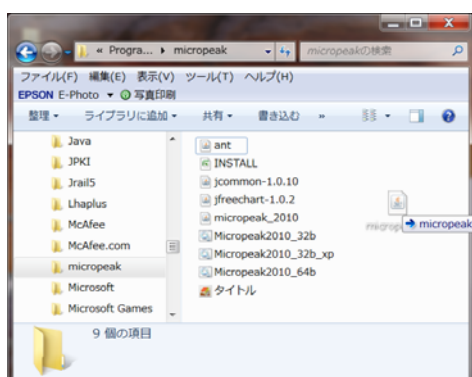 « Progra... ▸ micropeak
micropeakの検索
ファイル(F) 編集(E) 表示(V) ツール(T) ヘルプ(H)
EPSON E-Photo 写真印刷
整理 ライブラリに追加 共有 書き込む »
Java
JPKI
Jrail5
Lhaplus
McAfee
McAfee.com
micropeak
Microsoft
Microsoft Games
ant
INSTALL
jcommon-1.0.10
jfreechart-1.0.2
micropeak_2010
Micropeak2010_32b
Micropeak2010_32b_xp
Micropeak2010_64b
タイトル
micropeak
9 個の項目